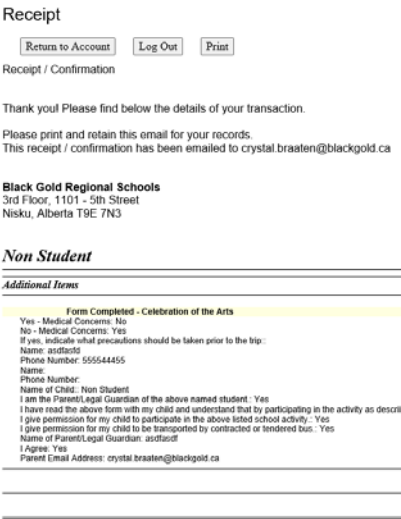 Receipt
Return to Account Log Out Print
Receipt / Confirmation
Thank you! Please find below the details of your transaction.
Please print and retain this email for your records.
This receipt / confirmation has been emailed to crystal.braaten@blackgold.ca
Black Gold Regional Schools
3rd Floor, 1101 - 5th Street
Nisku, Alberta T9E 7N3
Non Student
Additional Items
Form Completed - Celebration of the Arts
Yes - Medical Concerns: No
No - Medical Concerns: Yes
If yes, indicate what precautions should be taken prior to the trip::
Name: asdfasfd
Phone Number: 555544455
Name:
Phone Number:
Name of Child:: Non Student
I am the Parent/Legal Guardian of the above named student.: Yes
I have read the above form with my child and understand that by participating in the activity as descri
I give permission for my child to participate in the above listed school activity.: Yes
I give permission for my child to be transported by contracted or tendered bus.: Yes
Name of Parent/Legal Guardian: asdfasdf
I Agree: Yes
Parent Email Address: crystal.braaten@blackgold.ca